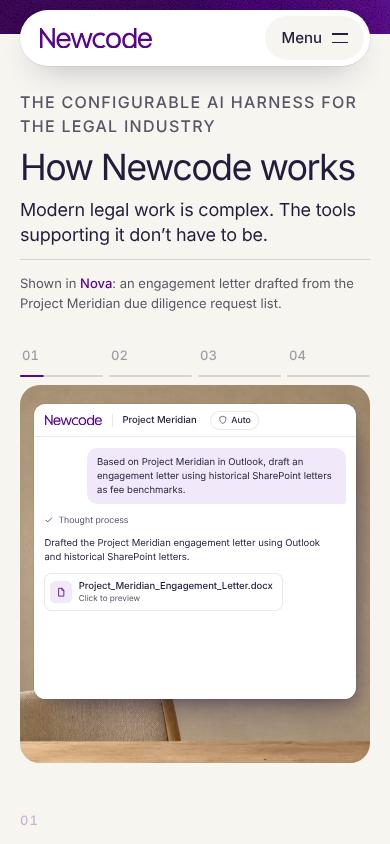 Newcode
Menu
THE CONFIGURABLE AI HARNESS FOR
THE LEGAL INDUSTRY
How Newcode works
Modern legal work is complex. The tools
supporting it don’t have to be.
Shown in Nova: an engagement letter drafted from the
Project Meridian due diligence request list.
01
02
03
04
Newcode
Project Meridian
Auto
Based on Project Meridian in Outlook, draft an
engagement letter using historical SharePoint letters
as fee benchmarks.
Thought process
Drafted the Project Meridian engagement letter using Outlook
and historical SharePoint letters.
Project_Meridian_Engagement_Letter.docx
Click to preview
01